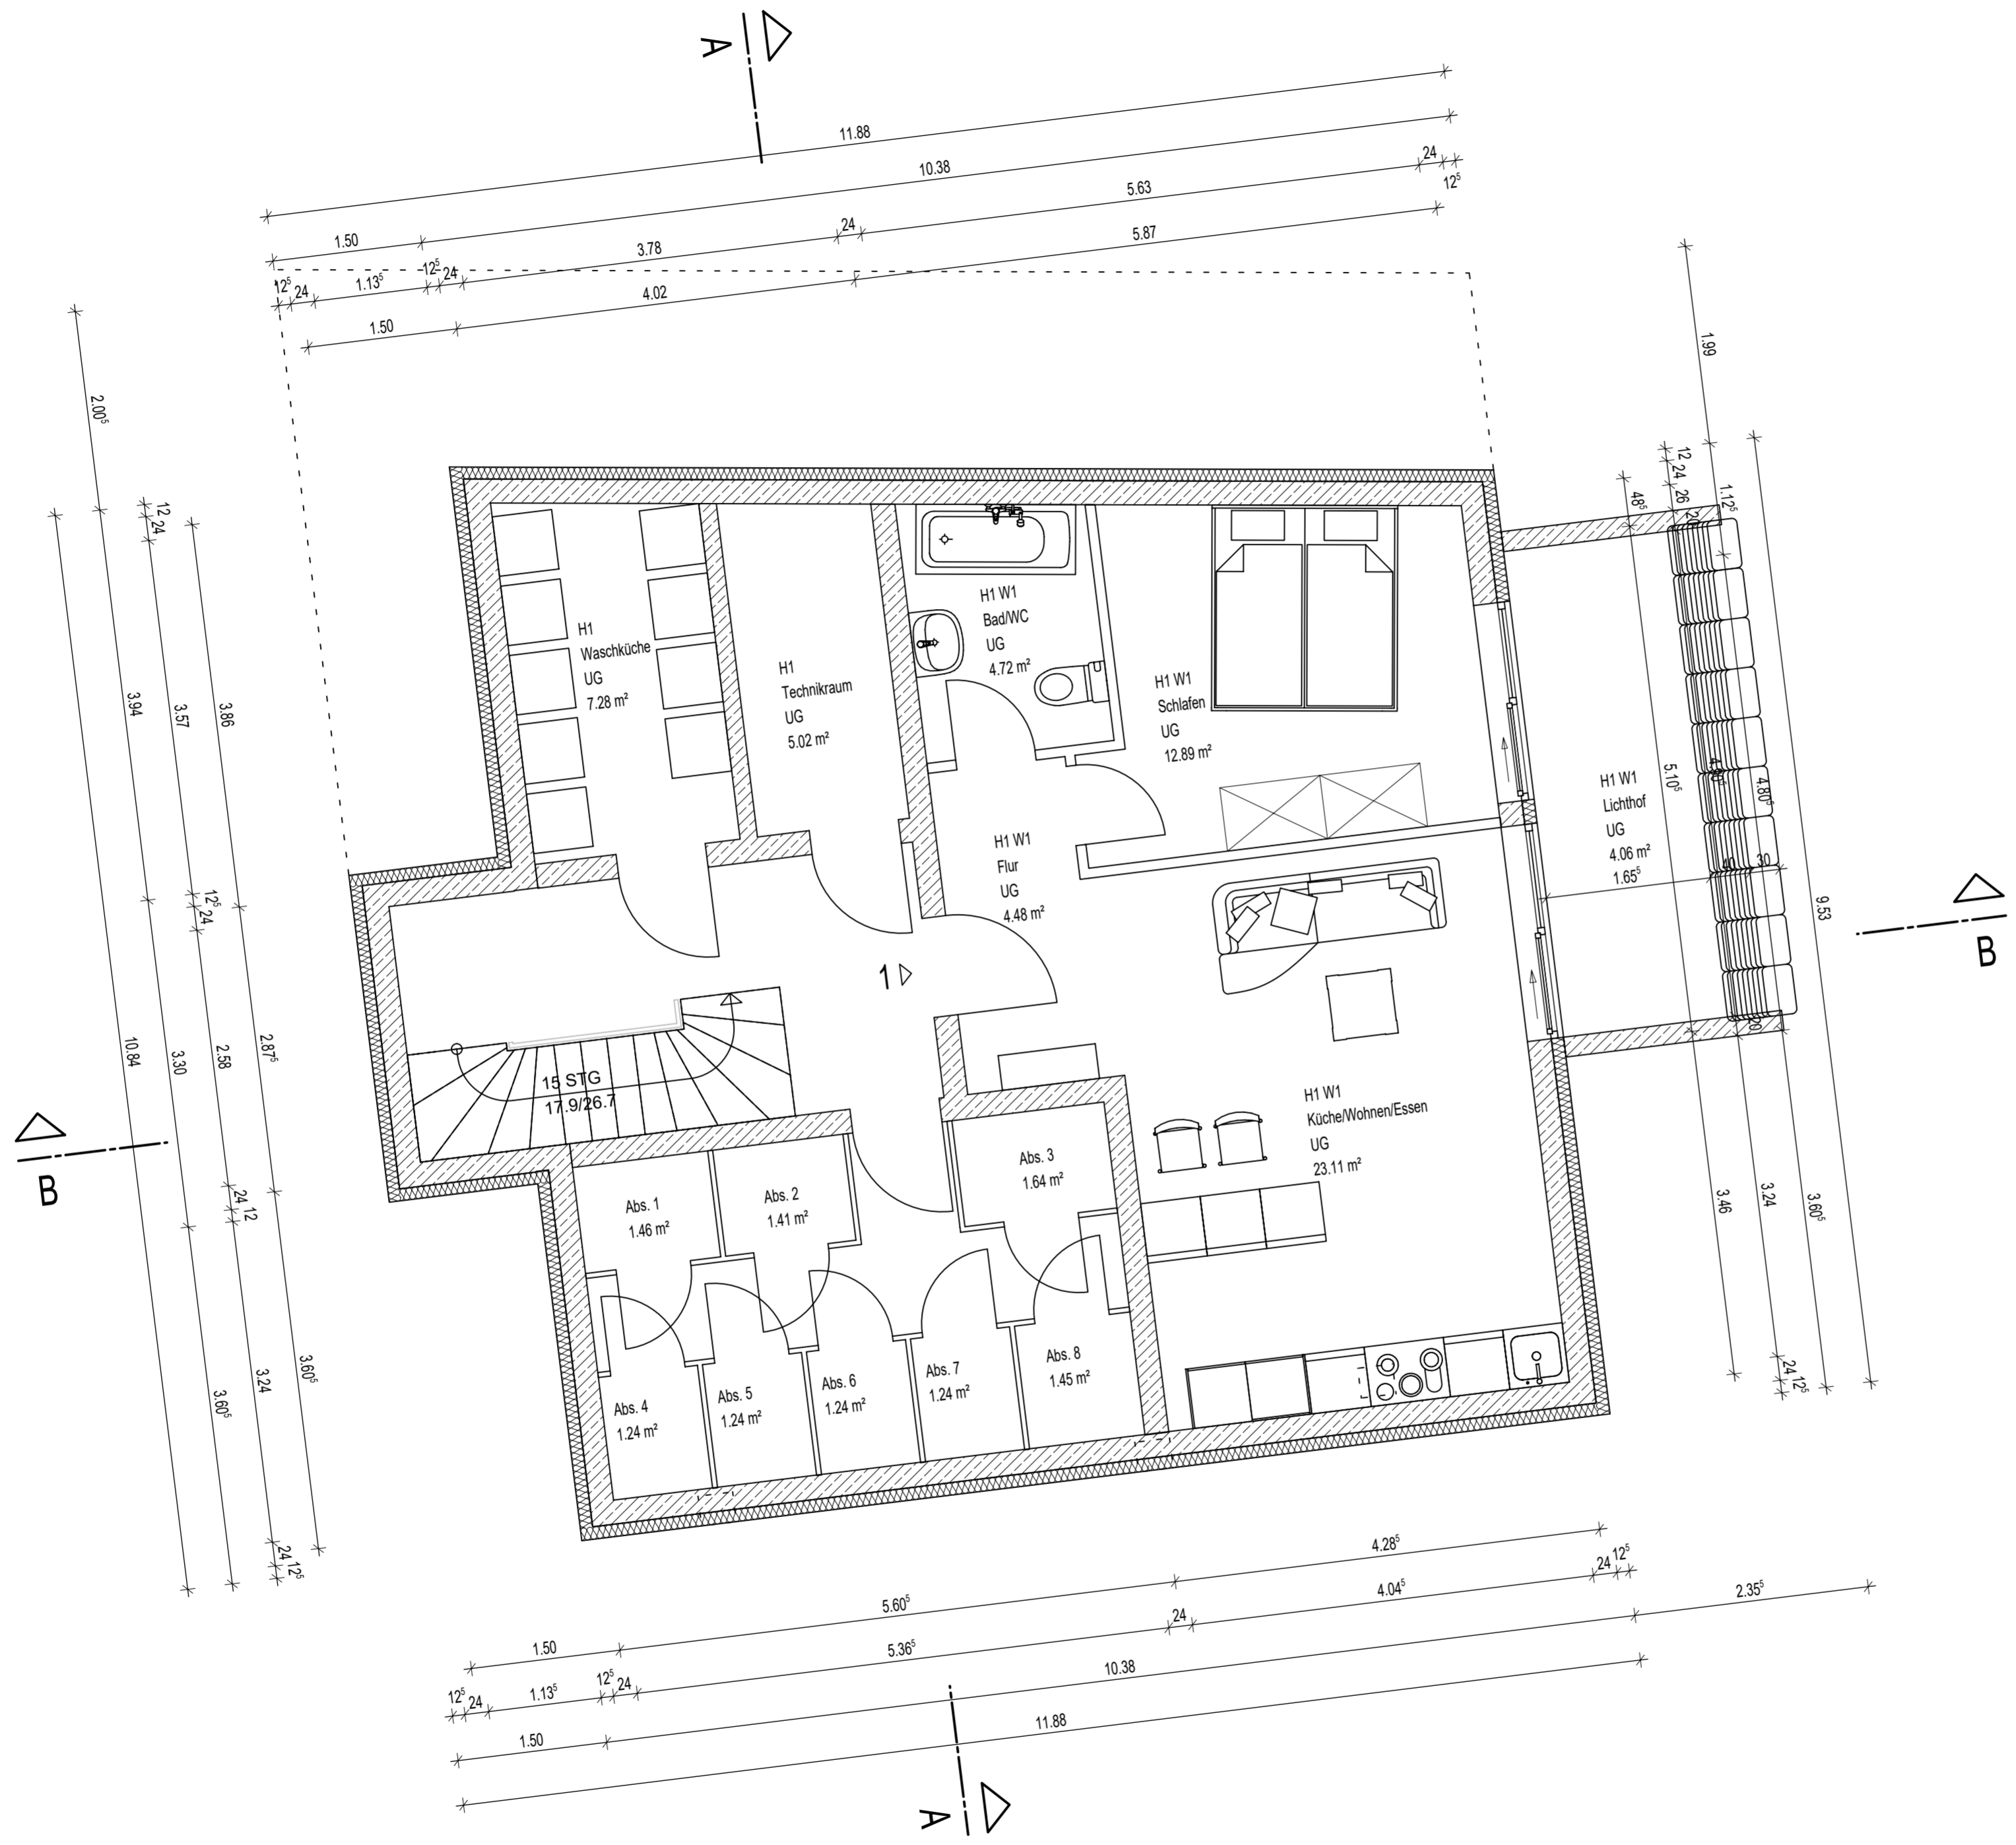 A
11.88
10.38
1.50
5.63
24
12⁵
3.78
24
5.87
12⁵
24
1.13⁵
12⁵
24
4.02
1.50
2.00⁵
12
24
3.94
3.57
3.86
12⁵
24
10.84
3.30
2.58
2.87⁵
24
12
3.60⁵
3.24
3.60⁵
24
12⁵
1.99
12
24
26
48⁵
1.12⁵
20
5.10⁵
4.80⁵
40
30
1.65⁵
9.53
20
3.46
3.24
3.60⁵
24
12⁵
H1
Waschküche
UG
7.28 m²
H1
Technikraum
UG
5.02 m²
H1 W1
Bad/WC
UG
4.72 m²
H1 W1
Schlafen
UG
12.89 m²
H1 W1
Lichthof
UG
4.06 m²
H1 W1
Flur
UG
4.48 m²
1
15 STG
17.9/26.7
H1 W1
Küche/Wohnen/Essen
UG
23.11 m²
Abs. 1
1.46 m²
Abs. 2
1.41 m²
Abs. 3
1.64 m²
Abs. 4
1.24 m²
Abs. 5
1.24 m²
Abs. 6
1.24 m²
Abs. 7
1.24 m²
Abs. 8
1.45 m²
B
B
4.28⁵
5.60⁵
1.50
24
12⁵
4.04⁵
24
5.36⁵
12⁵
24
1.13⁵
12⁵
24
2.35⁵
10.38
1.50
11.88
A